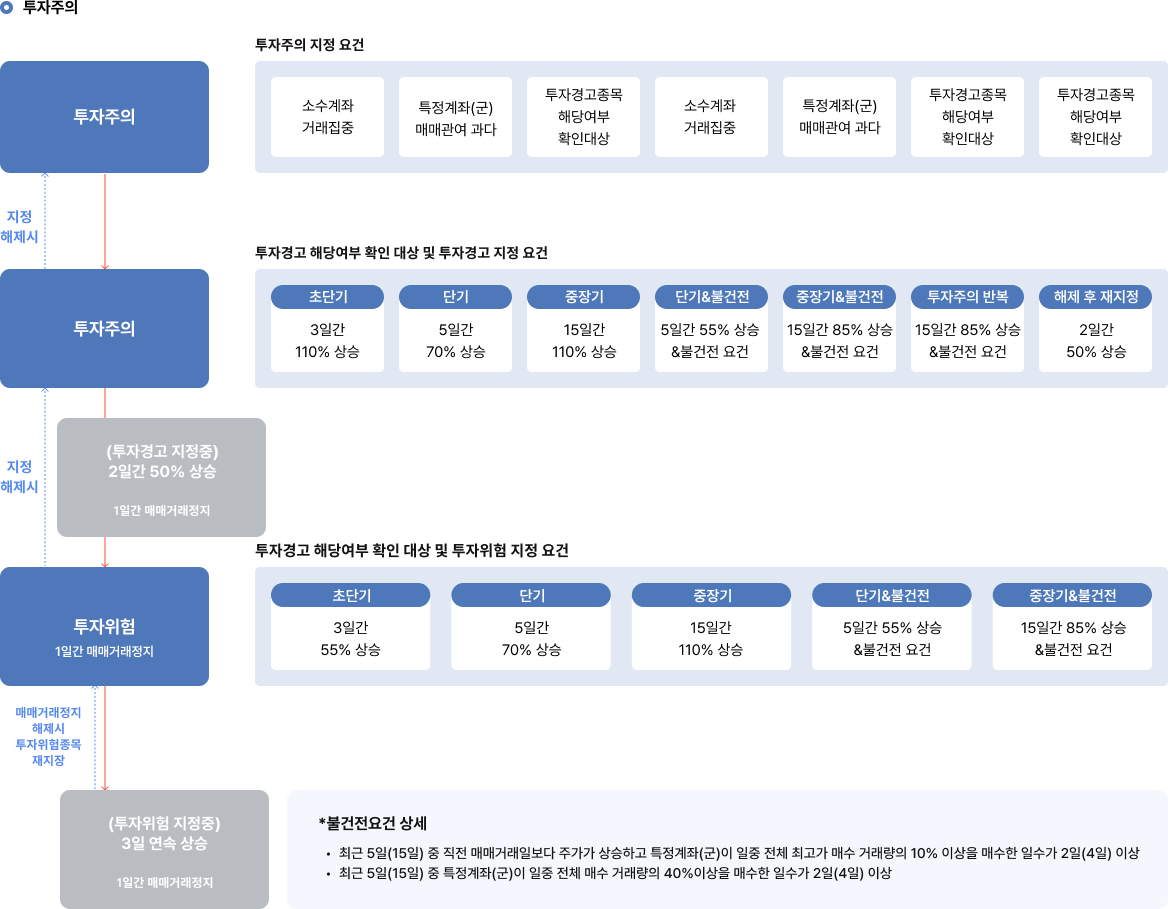 투자주의
투자주의 지정 요건
투자주의
소수계좌
거래집중
특정계좌(군)
매매관여 과다
투자경고종목
해당여부
확인대상
소수계좌
거래집중
특정계좌(군)
매매관여 과다
투자경고종목
해당여부
확인대상
투자경고종목
해당여부
확인대상
지정
해제시
투자경고 해당여부 확인 대상 및 투자경고 지정 요건
투자주의
초단기
3일간
110% 상승
단기
5일간
70% 상승
중장기
15일간
110% 상승
단기&불건전
5일간 55% 상승
&불건전 요건
중장기&불건전
15일간 85% 상승
&불건전 요건
투자주의 반복
15일간 85% 상승
&불건전 요건
해제 후 재지정
2일간
50% 상승
지정
해제시
(투자경고 지정중)
2일간 50% 상승
1일간 매매거래정지
투자경고 해당여부 확인 대상 및 투자위험 지정 요건
투자위험
1일간 매매거래정지
초단기
3일간
55% 상승
단기
5일간
70% 상승
중장기
15일간
110% 상승
단기&불건전
5일간 55% 상승
&불건전 요건
중장기&불건전
15일간 85% 상승
&불건전 요건
매매거래정지
해제시
투자위험종목
재지장
(투자위험 지정중)
3일 연속 상승
1일간 매매거래정지
*불건전요건 상세
• 최근 5일(15일) 중 직전 매매거래일보다 주가가 상승하고 특정계좌(군)이 일중 전체 최고가 매수 거래량의 10% 이상을 매수한 일수가 2일(4일) 이상
• 최근 5일(15일) 중 특정계좌(군)이 일중 전체 매수 거래량의 40%이상을 매수한 일수가 2일(4일) 이상